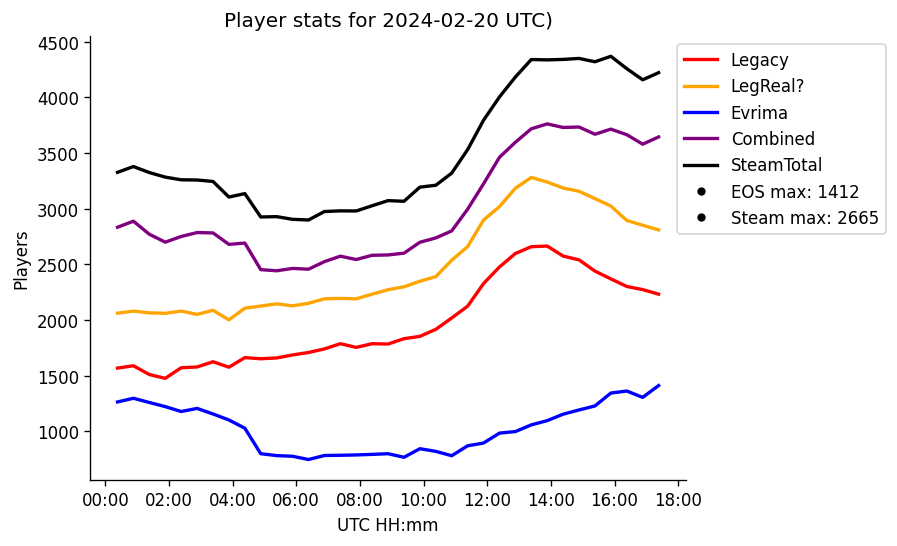 Player stats for 2024-02-20 UTC)
4500
4000
3500
3000
2500
2000
1500
1000
Players
00:00 02:00 04:00 06:00 08:00 10:00 12:00 14:00 16:00 18:00
UTC HH:mm
Legacy
LegReal?
Evrima
Combined
SteamTotal
EOS max: 1412
Steam max: 2665